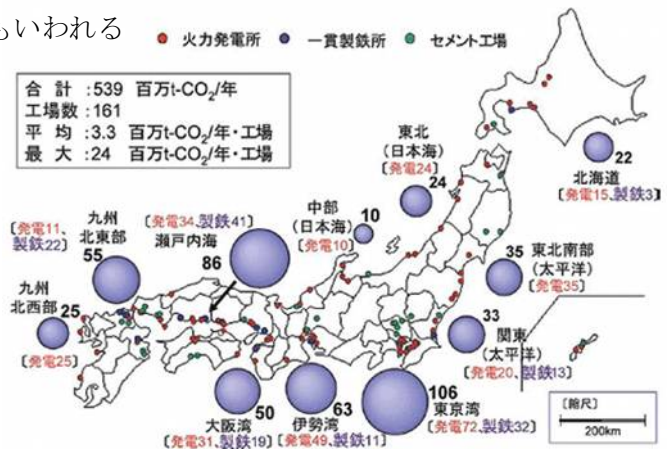 もいわれる
● 火力発電所 ● 一貫製鉄所 ● セメント工場
合 計 :539 百万t-CO₂/年
工場数 :161
平 均 :3.3 百万t-CO₂/年・工場
最 大 :24 百万t-CO₂/年・工場
22
北海道
[発電15、製鉄3]
東北
(日本海)
[発電24]
24
中部
(日本海)
[発電10]
10
[発電34、製鉄41]
瀬戸内海
86
[発電11、
製鉄22]
九州
北東部
55
九州
北西部
25
[発電25]
35
東北南部
(太平洋)
[発電35]
33
関東
(太平洋)
[発電20、製鉄13]
106
東京湾
[発電72、製鉄32]
63
伊勢湾
[発電49、製鉄11]
50
大阪湾
[発電31、製鉄19]
[縮尺]
200km